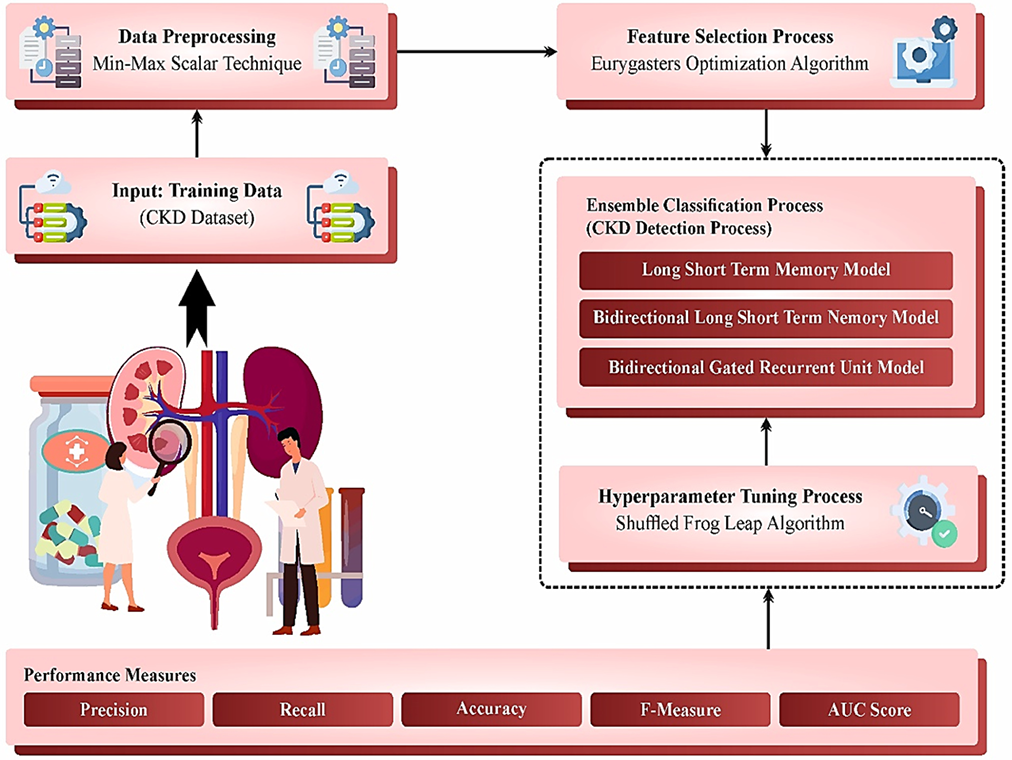 Data Preprocessing
Min-Max Scalar Technique
Feature Selection Process
Eurygasters Optimization Algorithm
Input: Training Data
(CKD Dataset)
Ensemble Classification Process
(CKD Detection Process)
Long Short Term Memory Model
Bidirectional Long Short Term Nemory Model
Bidirectional Gated Recurrent Unit Model
Hyperparameter Tuning Process
Shuffled Frog Leap Algorithm
Performance Measures
Precision
Recall
Accuracy
F-Measure
AUC Score